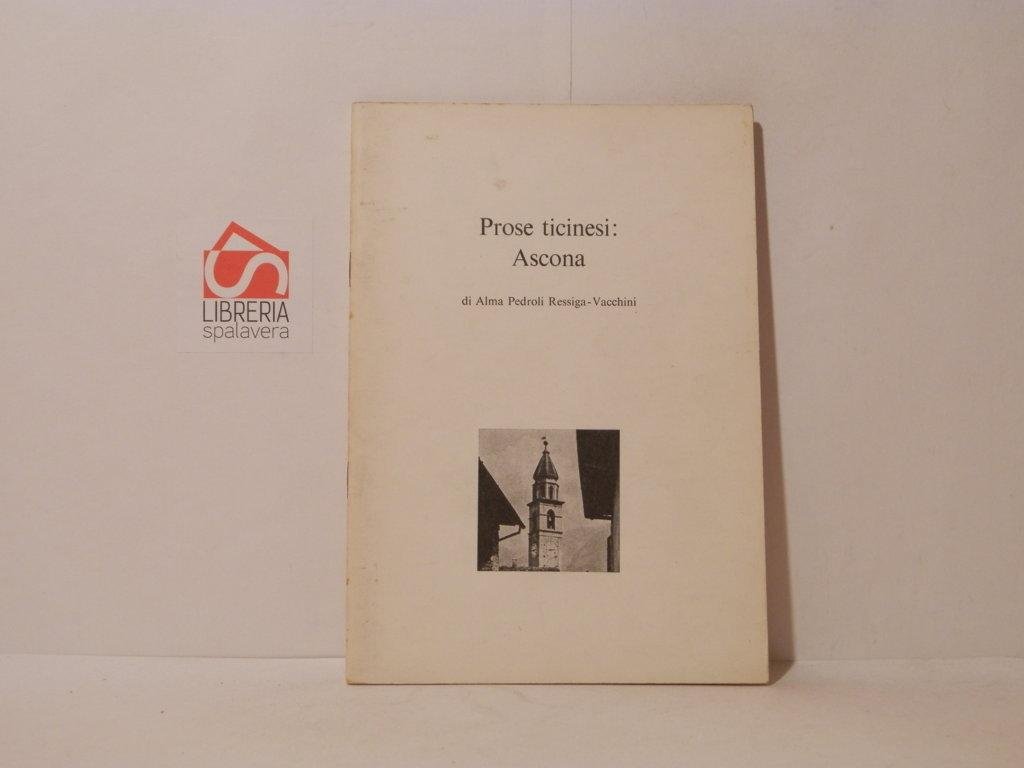 Prose ticinesi:
Ascona
di Alma Pedroli Ressiga-Vacchini
LIBRERIA
spalavera